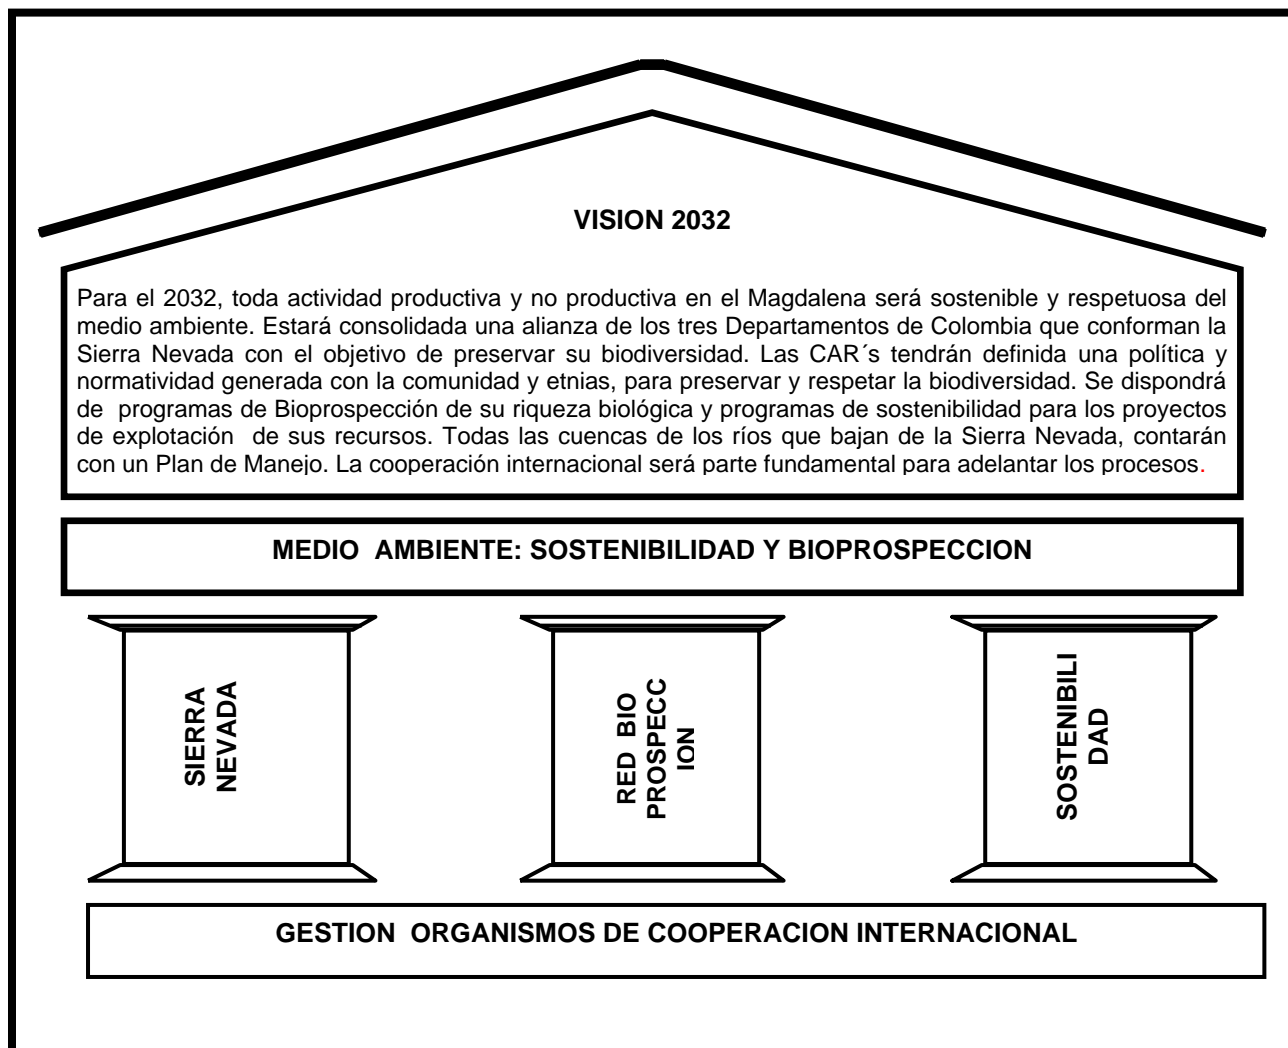 VISION 2032
Para el 2032, toda actividad productiva y no productiva en el Magdalena será sostenible y respetuosa del
medio ambiente. Estará consolidada una alianza de los tres Departamentos de Colombia que conforman la
Sierra Nevada con el objetivo de preservar su biodiversidad. Las CAR´s tendrán definida una política y
normatividad generada con la comunidad y etnias, para preservar y respetar la biodiversidad. Se dispondrá
de programas de Bioprospección de su riqueza biológica y programas de sostenibilidad para los proyectos
de explotación de sus recursos. Todas las cuencas de los ríos que bajan de la Sierra Nevada, contarán
con un Plan de Manejo. La cooperación internacional será parte fundamental para adelantar los procesos.
MEDIO AMBIENTE: SOSTENIBILIDAD Y BIOPROSPECCION
SIERRA
NEVADA
RED BIO
PROSPECC
ION
SOSTENIBILI
DAD
GESTION ORGANISMOS DE COOPERACION INTERNACIONAL